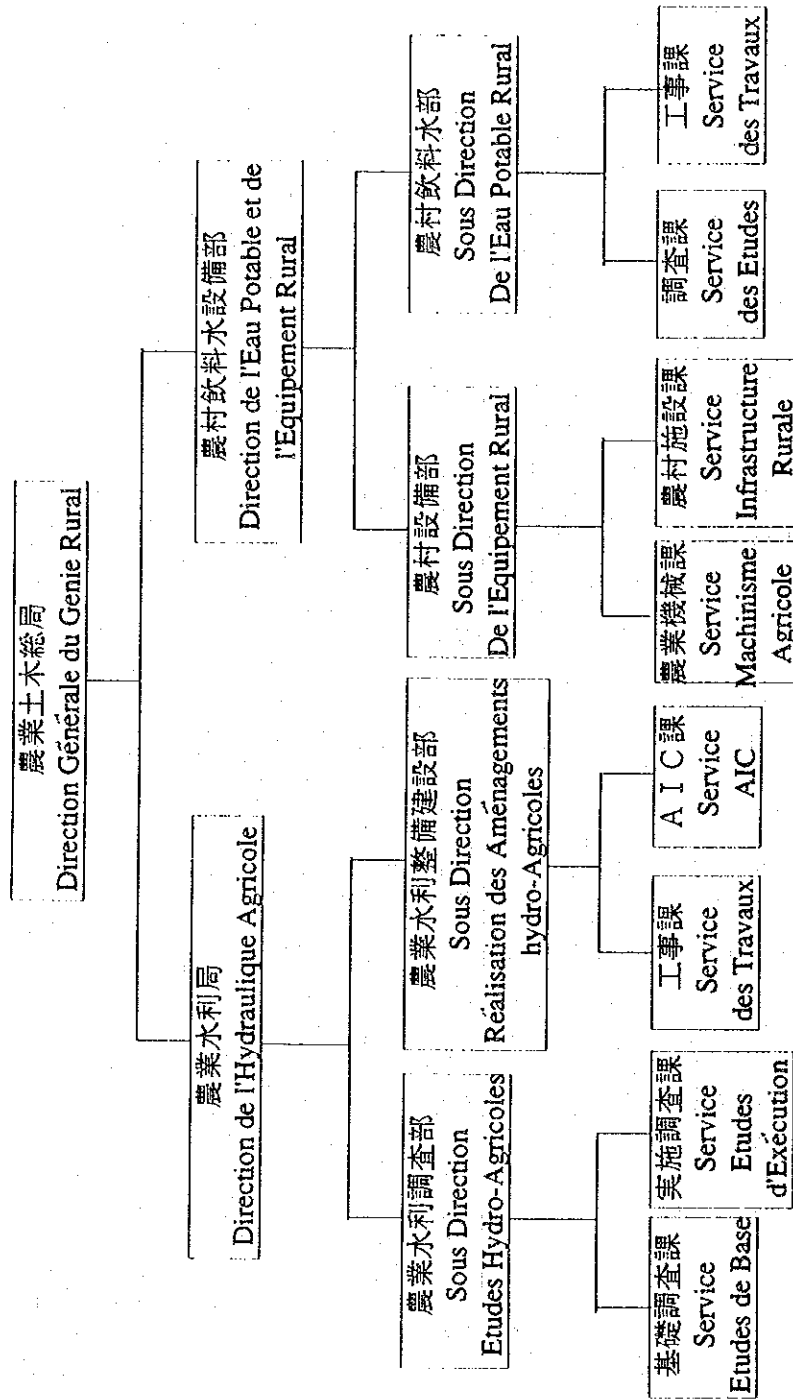 農業土木総局
Direction Générale du Genie Rural
農業水利局
Direction de l'Hydraulique Agricole
農村飲料水設備部
Direction de l'Eau Potable et de
l'Equipement Rural
農業水利調査部
Sous Direction
Etudes Hydro-Agricoles
農業水利整備建設部
Sous Direction
Réalisation des Aménagements
hydro-Agricoles
農村設備部
Sous Direction
De l'Equipement Rural
農村飲料水部
Sous Direction
De l'Eau Potable Rural
基礎調査課
Service
Etudes de Base
実施調査課
Service
Etudes
d'Exécution
工事課
Service
des Travaux
ＡＩＣ課
Service
AIC
農業機械課
Service
Machinisme
Agricole
農村施設課
Service
Infrastructure
Rurale
調査課
Service
des Etudes
工事課
Service
des Travaux